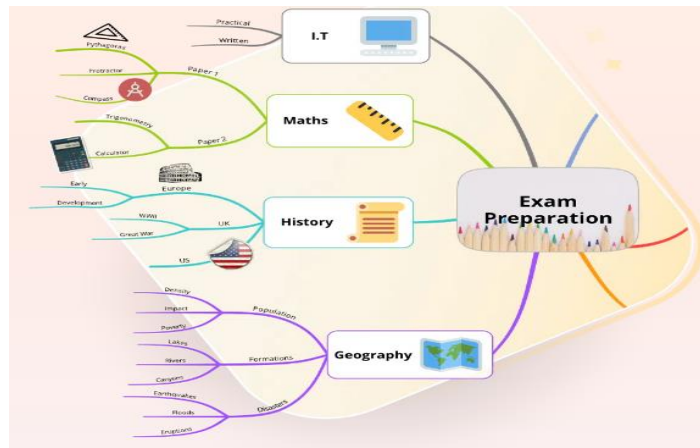 Exam
Preparation
I.T
Practical
Written
Maths
Paper 1
Pythagoras
Protractor
Compass
Paper 2
Trigonometry
Calculator
History
Europe
Early
Development
UK
WWI
Great War
US
Geography
Population
Density
Impact
Poverty
Formations
Lakes
Rivers
Canyons
Disasters
Earthquakes
Floods
Eruptions